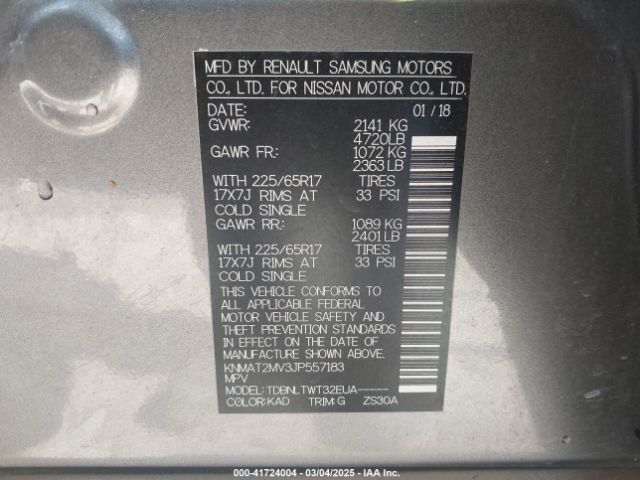 MFD BY RENAULT SAMSUNG MOTORS
CO., LTD. FOR NISSAN MOTOR CO., LTD.
DATE: 01 / 18
GVWR: 2141 KG
4720LB
GAWR FR: 1072 KG
2363 LB
WITH 225/65R17 TIRES
17X7J RIMS AT 33 PSI
COLD SINGLE
GAWR RR: 1089 KG
2401 LB
WITH 225/65R17 TIRES
17X7J RIMS AT 33 PSI
COLD SINGLE
THIS VEHICLE CONFORMS TO
ALL APPLICABLE FEDERAL
MOTOR VEHICLE SAFETY AND
THEFT PREVENTION STANDARDS
IN EFFECT ON THE DATE OF
MANUFACTURE SHOWN ABOVE.
KNMAT2MV3JP557183
MPV
MODEL: TDBNLTWT32EUA-----
COLOR: KAD TRIM: G ZS30A
000-41724004 — 03/04/2025 - IAA Inc.